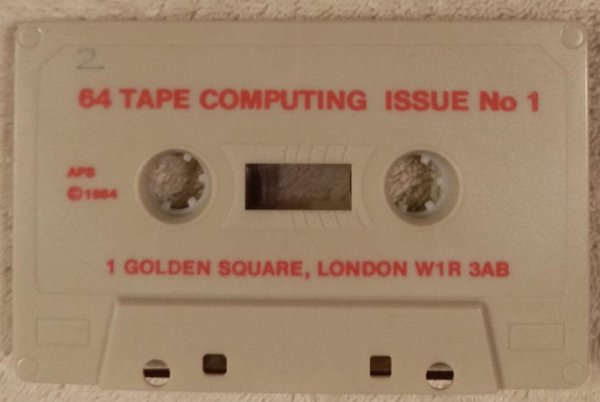 2
64 TAPE COMPUTING ISSUE No 1
APS
©1984
1 GOLDEN SQUARE, LONDON W1R 3AB